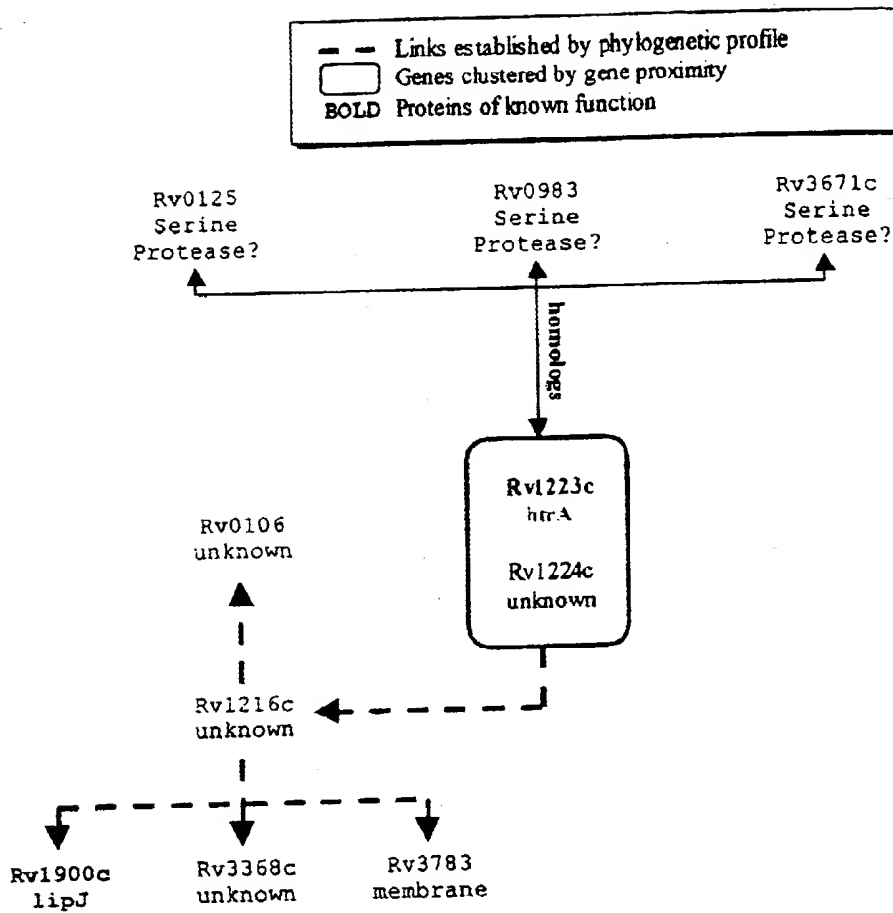 Links established by phylogenetic profile
Genes clustered by gene proximity
BOLD Proteins of known function
Rv0125
Serine
Protease?
Rv0983
Serine
Protease?
Rv3671c
Serine
Protease?
homologs
Rv1223c
htrA
Rv1224c
unknown
Rv0106
unknown
Rv1216c
unknown
Rv1900c
lipJ
Rv3368c
unknown
Rv3783
membrane